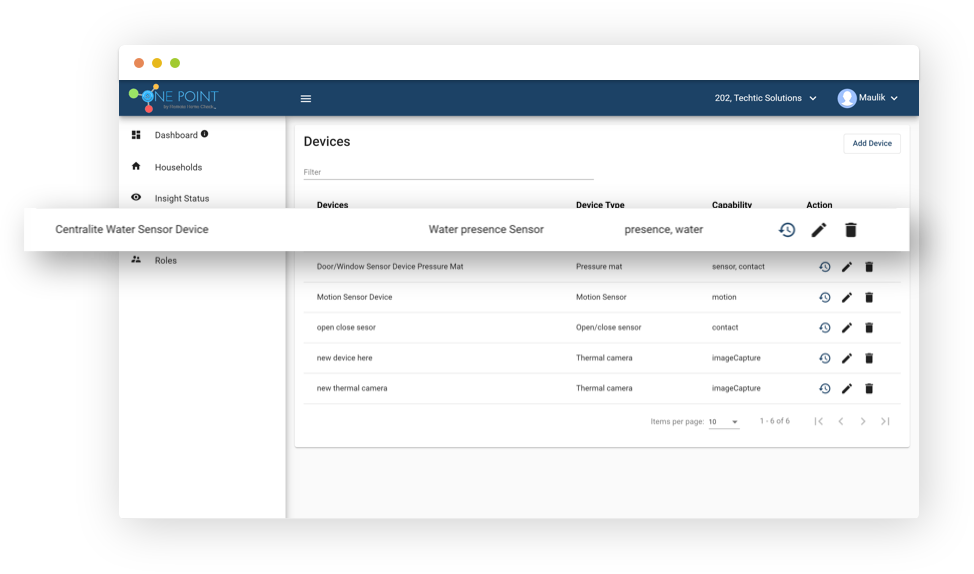 ONE POINT
202, Techtic Solutions
Maulik
Dashboard
Households
Insight Status
Roles
Devices
Add Device
Filter
Devices Device Type Capability Action
Centralite Water Sensor Device Water presence Sensor presence, water
Door/Window Sensor Device Pressure Mat Pressure mat sensor, contact
Motion Sensor Device Motion Sensor motion
open close sesor Open/close sensor contact
new device here Thermal camera imageCapture
new thermal camera Thermal camera imageCapture
Items per page: 10 1 - 6 of 6